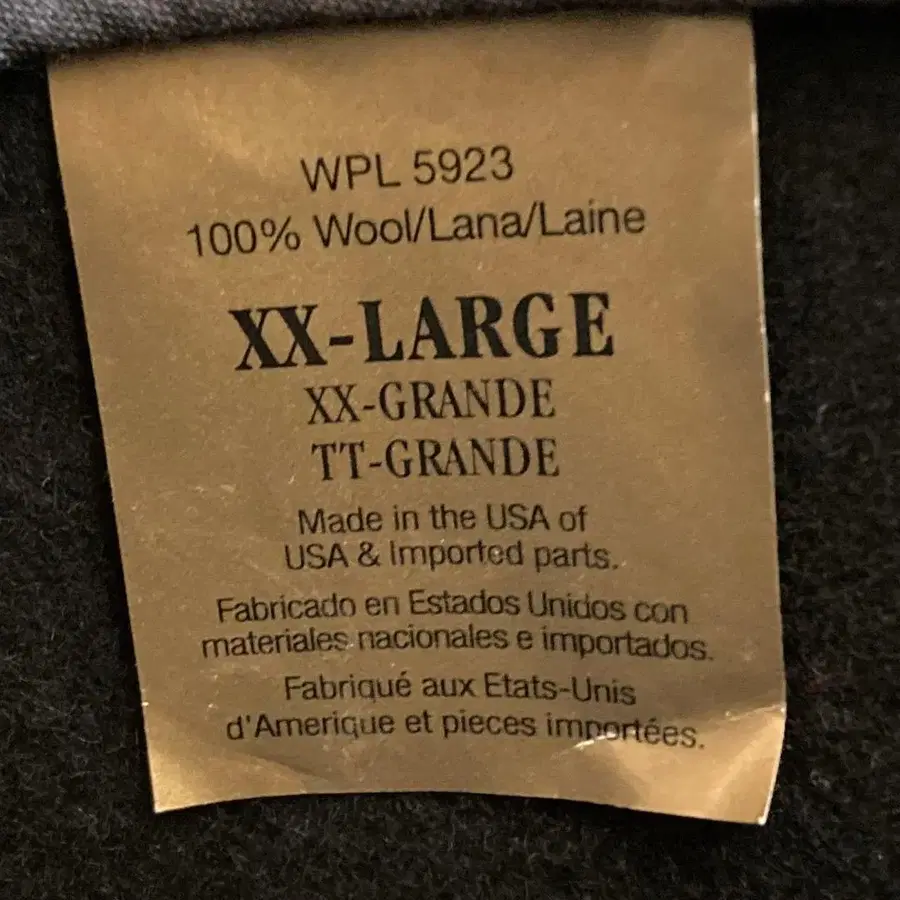 WPL 5923
100% Wool/Lana/Laine
XX-LARGE
XX-GRANDE
TT-GRANDE
Made in the USA of
USA & Imported parts.
Fabricado en Estados Unidos con
materiales nacionales e importados.
Fabriqué aux Etats-Unis
d'Amerique et pieces importées.